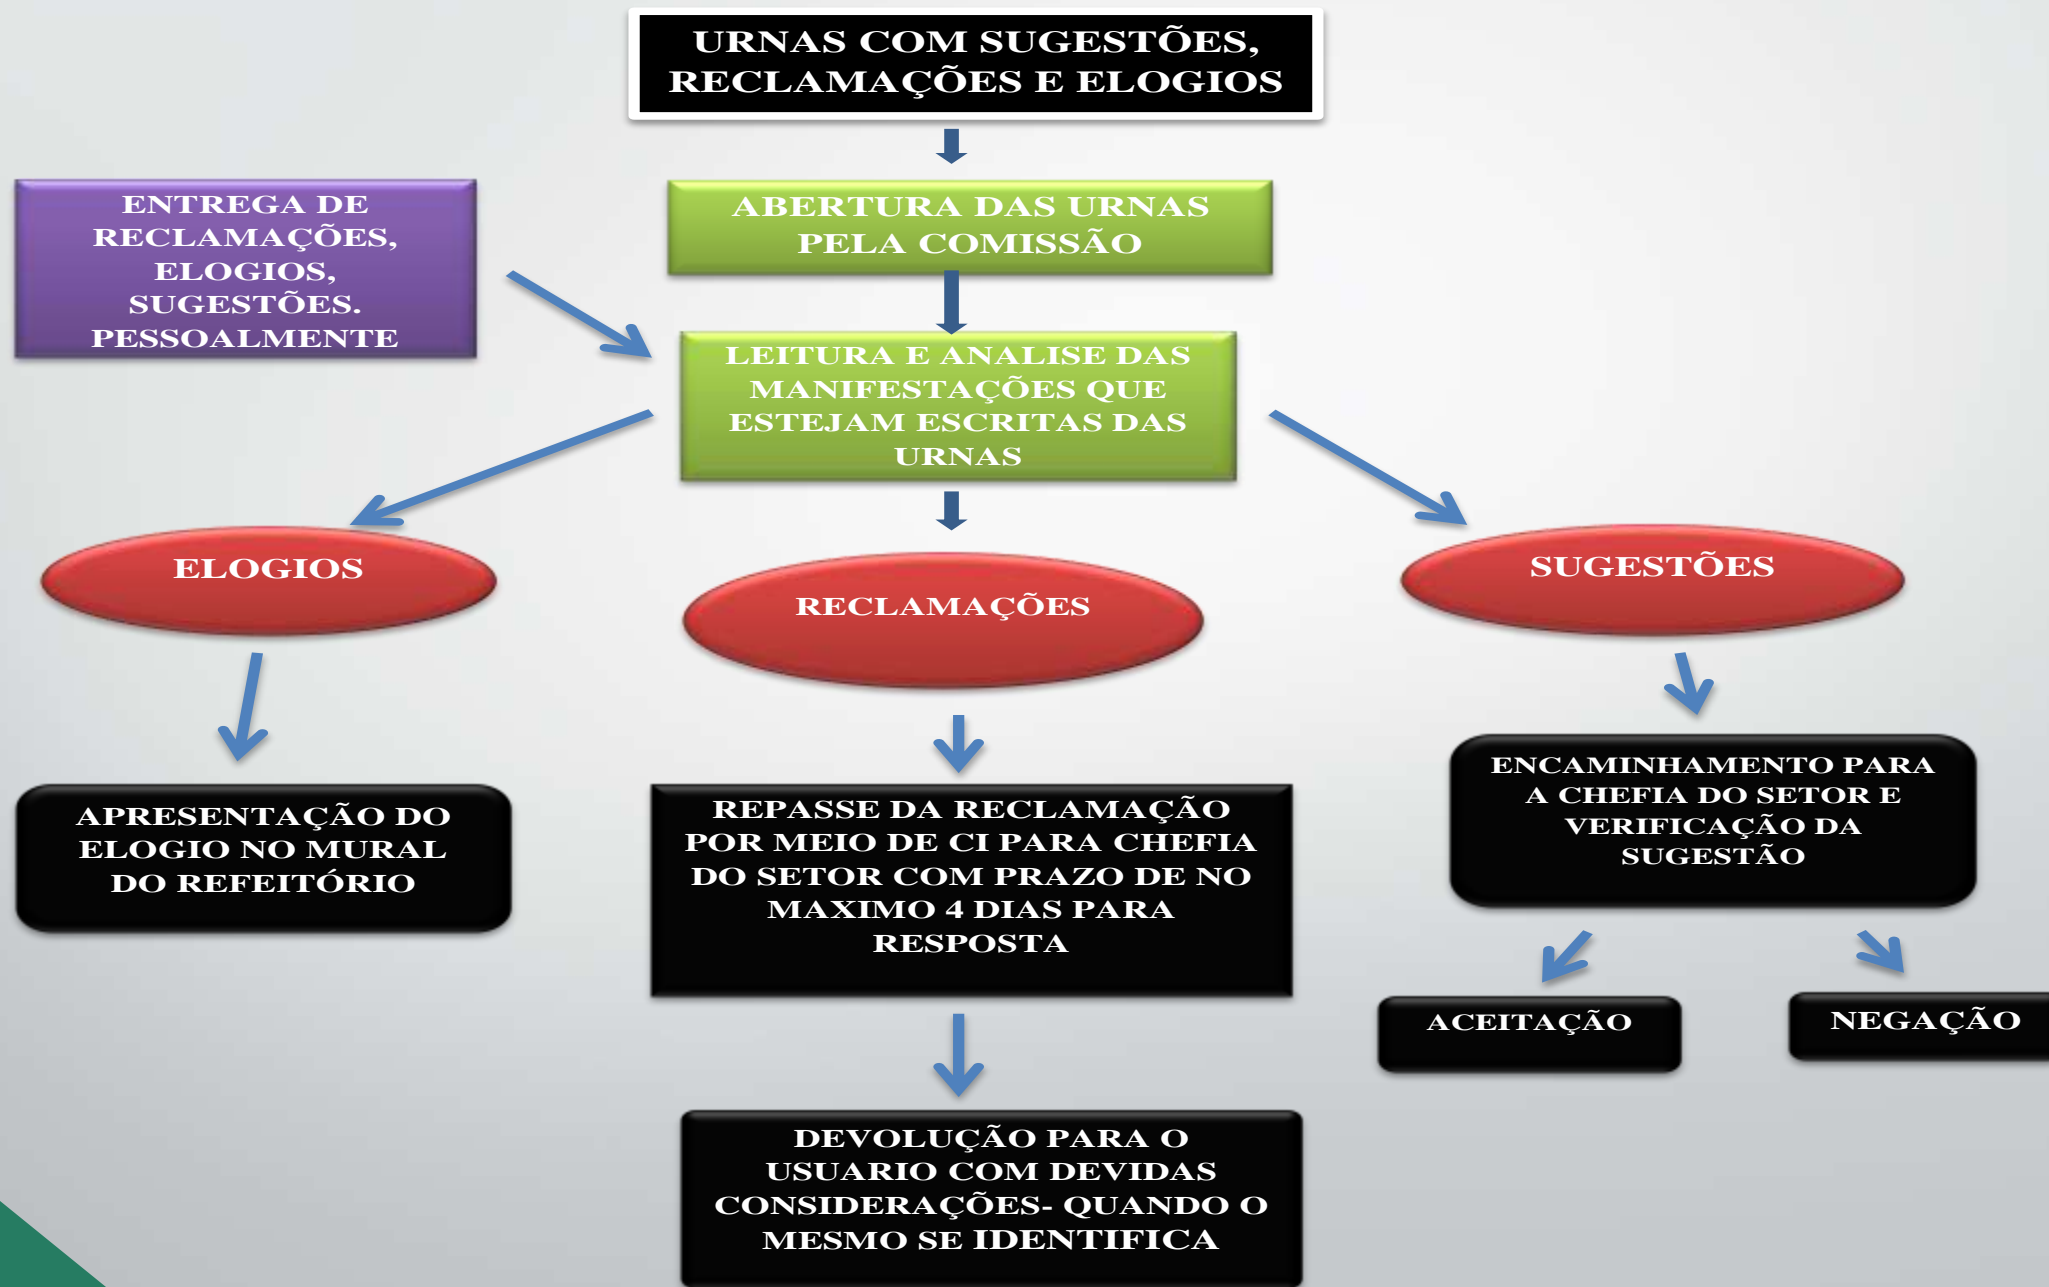 URNAS COM SUGESTÕES,
RECLAMAÇÕES E ELOGIOS
ENTREGA DE
RECLAMAÇÕES,
ELOGIOS,
SUGESTÕES.
PESSOALMENTE
ABERTURA DAS URNAS
PELA COMISSÃO
LEITURA E ANALISE DAS
MANIFESTAÇÕES QUE
ESTEJAM ESCRITAS DAS
URNAS
ELOGIOS
RECLAMAÇÕES
SUGESTÕES
APRESENTAÇÃO DO
ELOGIO NO MURAL
DO REFEITÓRIO
REPASSE DA RECLAMAÇÃO
POR MEIO DE CI PARA CHEFIA
DO SETOR COM PRAZO DE NO
MAXIMO 4 DIAS PARA
RESPOSTA
ENCAMINHAMENTO PARA
A CHEFIA DO SETOR E
VERIFICAÇÃO DA
SUGESTÃO
ACEITAÇÃO
NEGAÇÃO
DEVOLUÇÃO PARA O
USUARIO COM DEVIDAS
CONSIDERAÇÕES- QUANDO O
MESMO SE IDENTIFICA